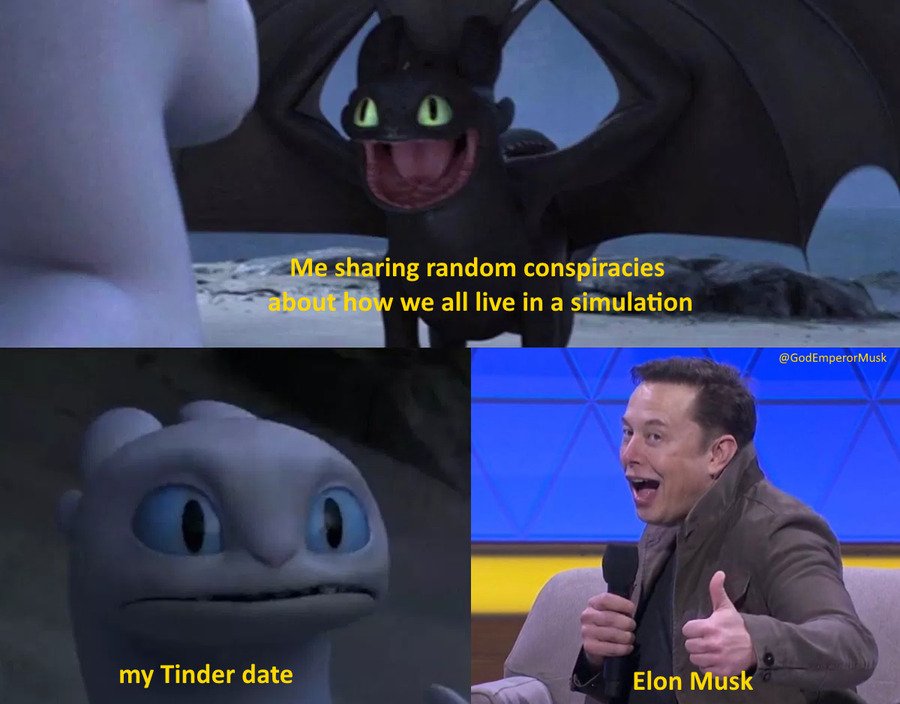 Me sharing random conspiracies
about how we all live in a simulation
@GodEmperorMusk
my Tinder date
Elon Musk